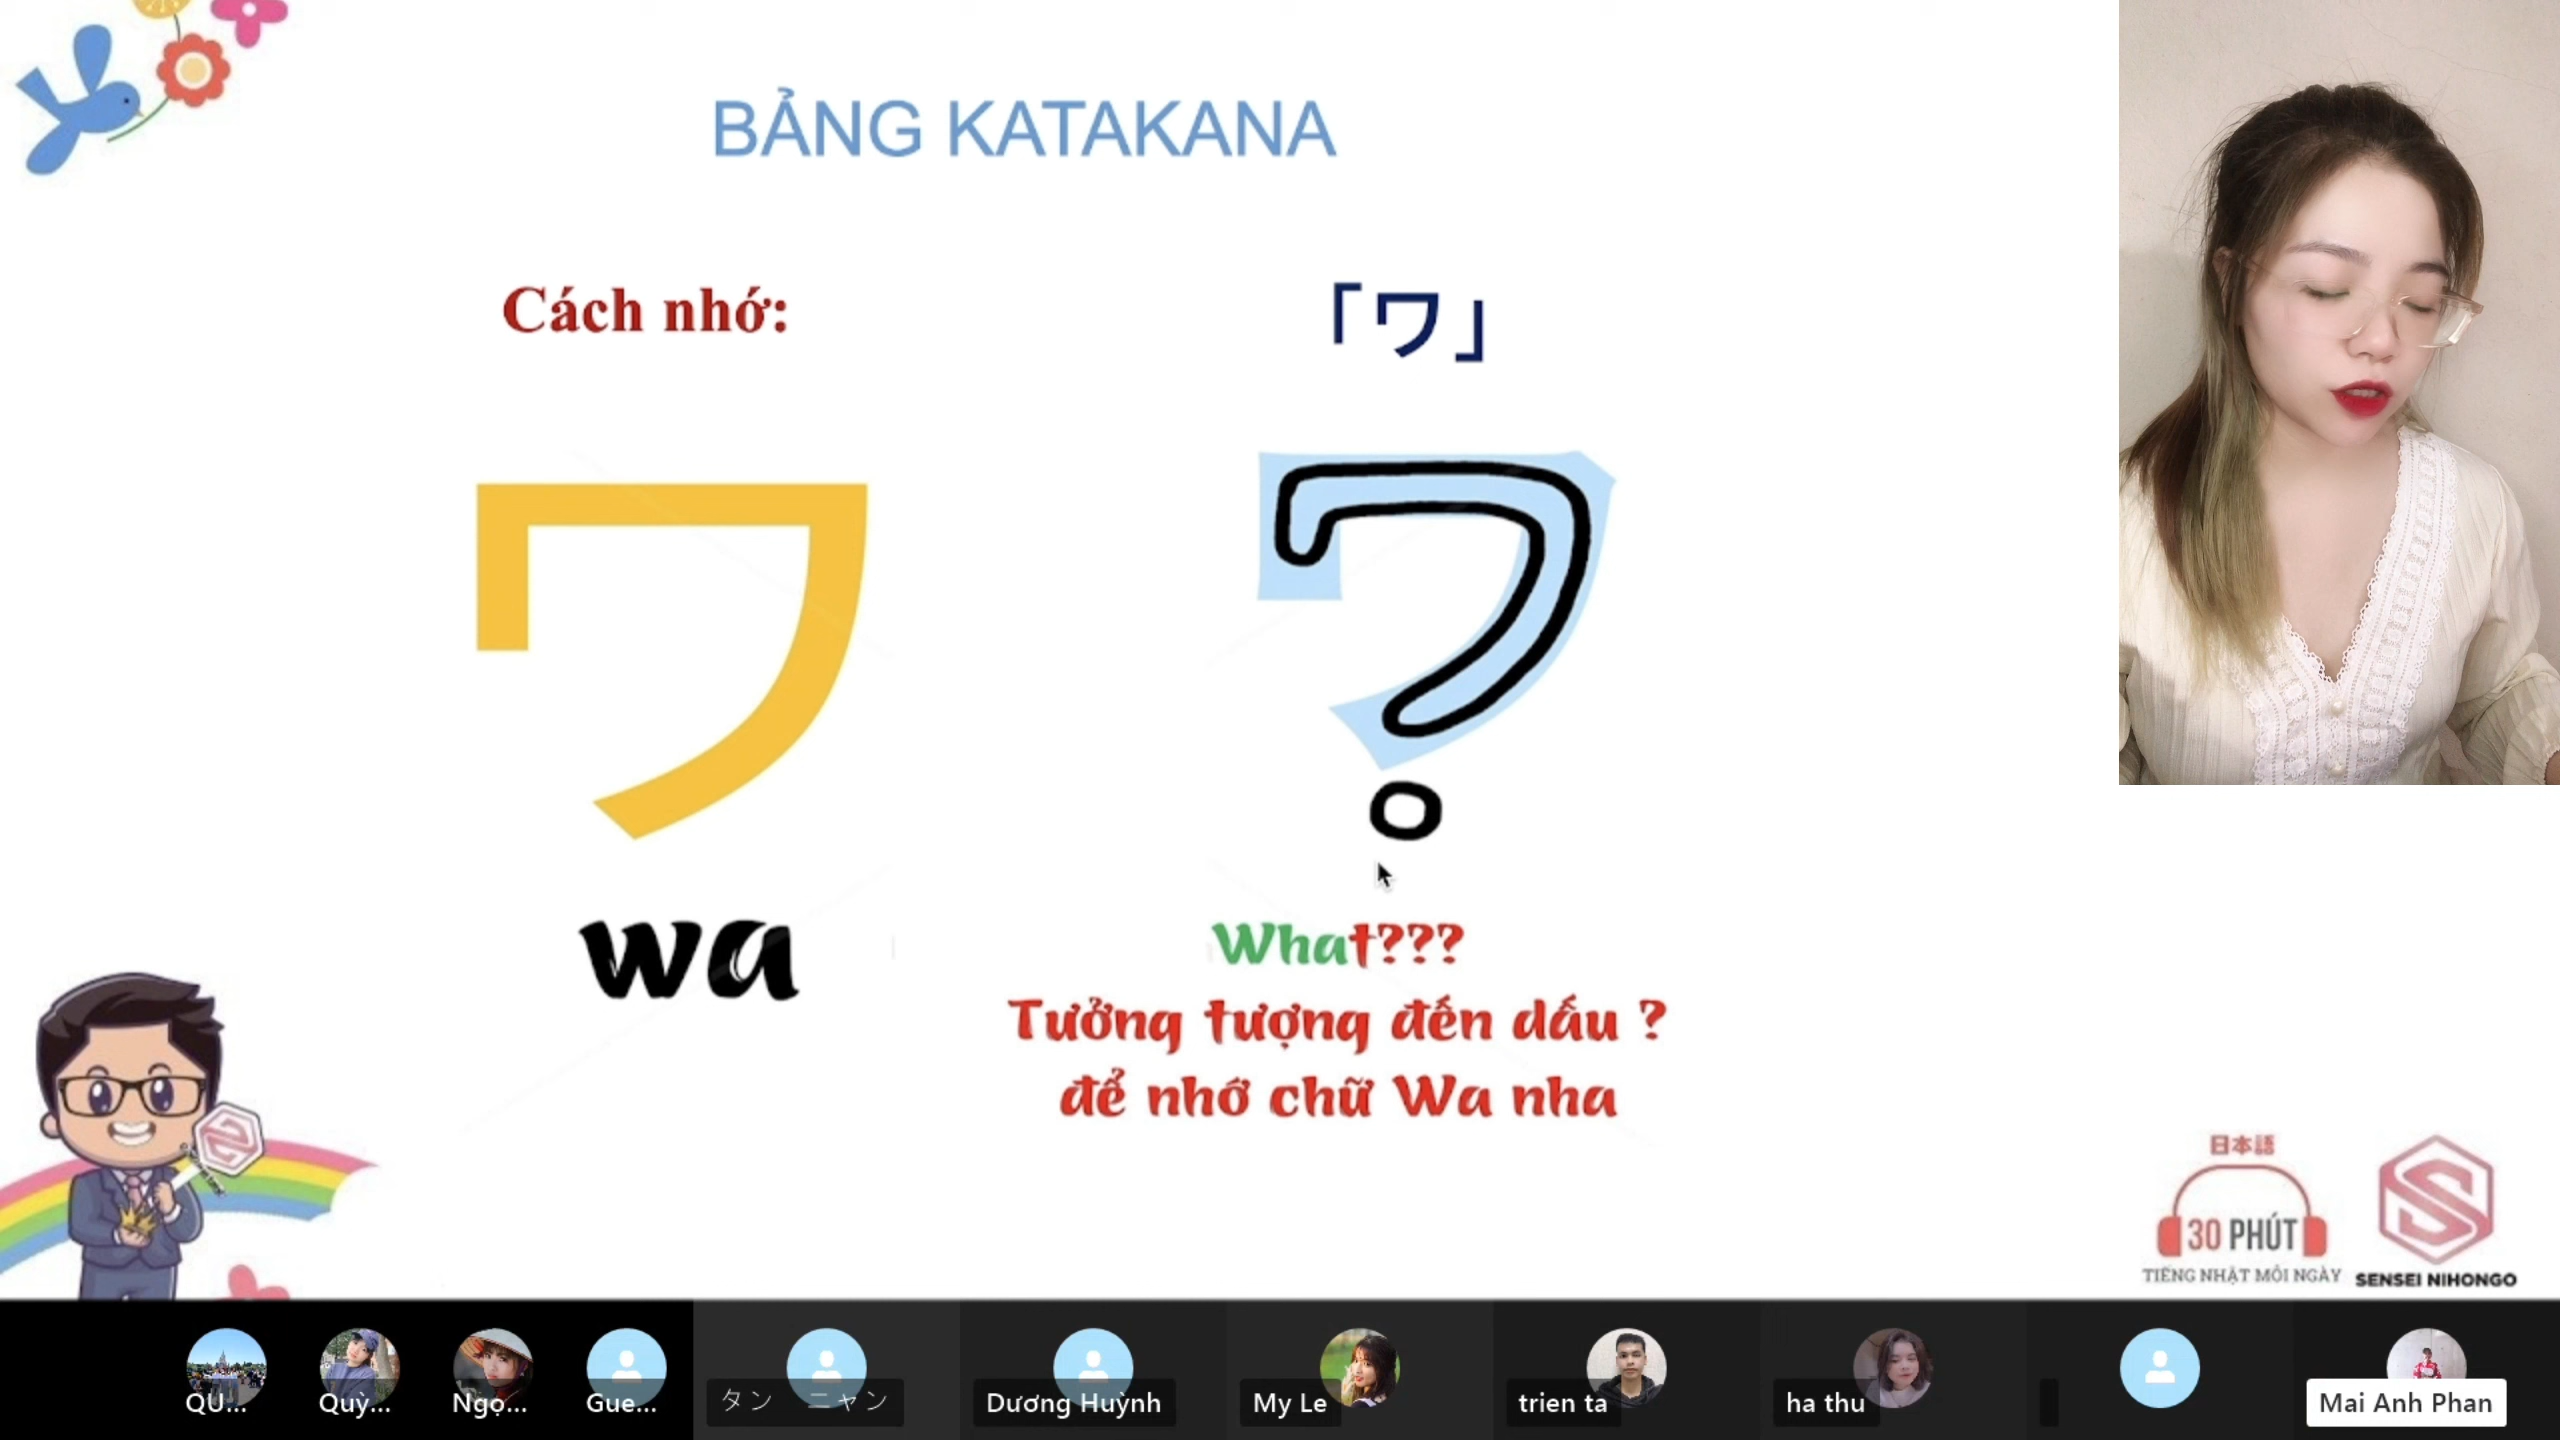 BẢNG KATAKANA
Cách nhớ:
「ワ」
wa
What???
Tưởng tượng đến dấu ?
để nhớ chữ Wa nha
日本語
30 PHÚT
TIẾNG NHẬT MỖI NGÀY
SENSEI NIHONGO
QU...
Quỳ...
Ngọ...
Gue...
タン ニャン
Dương Huỳnh
My Le
trien ta
ha thu
Mai Anh Phan